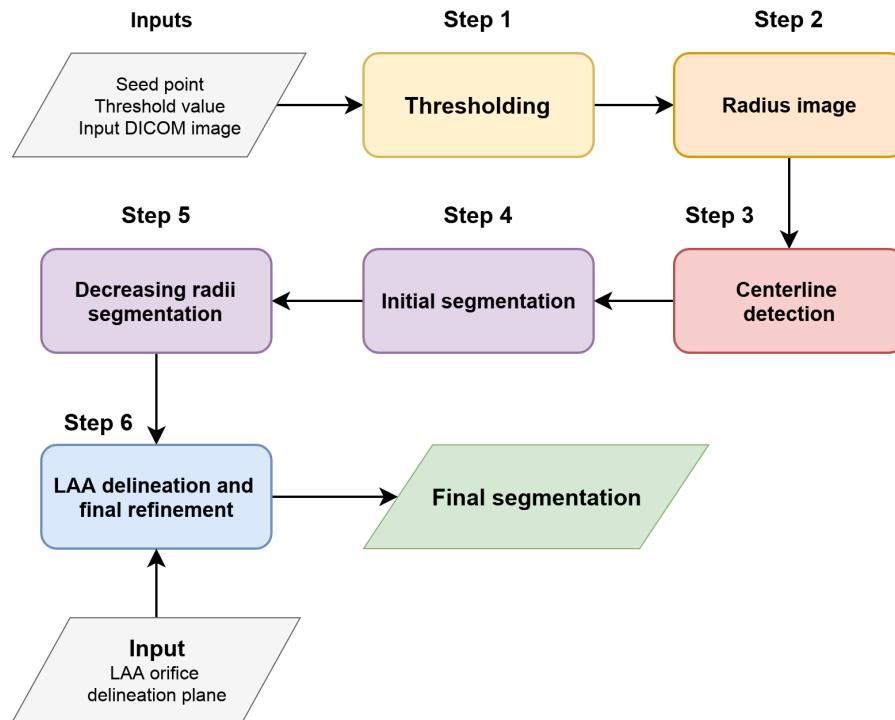 Inputs
Step 1
Step 2
Seed point
Threshold value
Input DICOM image
Thresholding
Radius image
Step 5
Step 4
Step 3
Decreasing radii
segmentation
Initial segmentation
Centerline
detection
Step 6
LAA delineation and
final refinement
Final segmentation
Input
LAA orifice
delineation plane